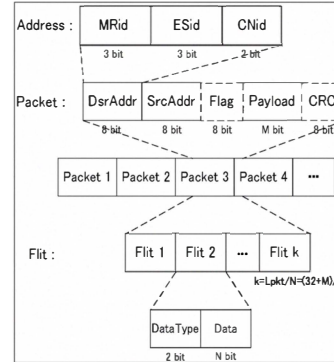 Address : MRid ESid CNid
3 bit 3 bit 2 bit
Packet : DsrAddr SrcAddr Flag Payload CRC
8 bit 8 bit 8 bit M bit 8 bit
Packet 1 Packet 2 Packet 3 Packet 4 ...
Flit : Flit 1 Flit 2 ... Flit k
k=Lpkt/N=(32+M)/
DataType Data
2 bit N bit